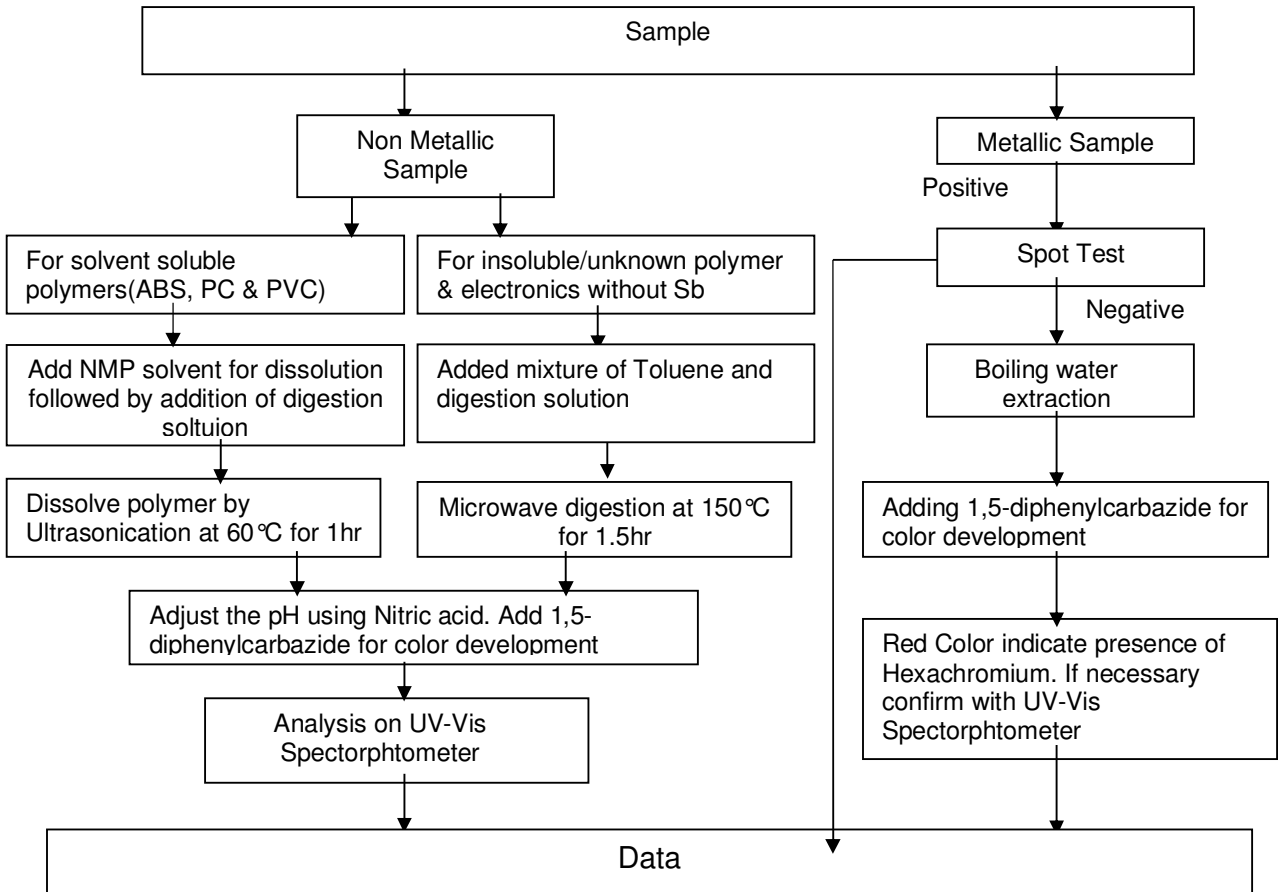 Sample
Non Metallic
Sample
Metallic Sample
Positive
For solvent soluble
polymers(ABS, PC & PVC)
For insoluble/unknown polymer
& electronics without Sb
Spot Test
Negative
Add NMP solvent for dissolution
followed by addition of digestion
soltuion
Added mixture of Toluene and
digestion solution
Boiling water
extraction
Dissolve polymer by
Ultrasonication at 60°C for 1hr
Microwave digestion at 150°C
for 1.5hr
Adding 1,5-diphenylcarbazide for
color development
Adjust the pH using Nitric acid. Add 1,5-
diphenylcarbazide for color development
Red Color indicate presence of
Hexachromium. If necessary
confirm with UV-Vis
Spectorphtometer
Analysis on UV-Vis
Spectorphtometer
Data